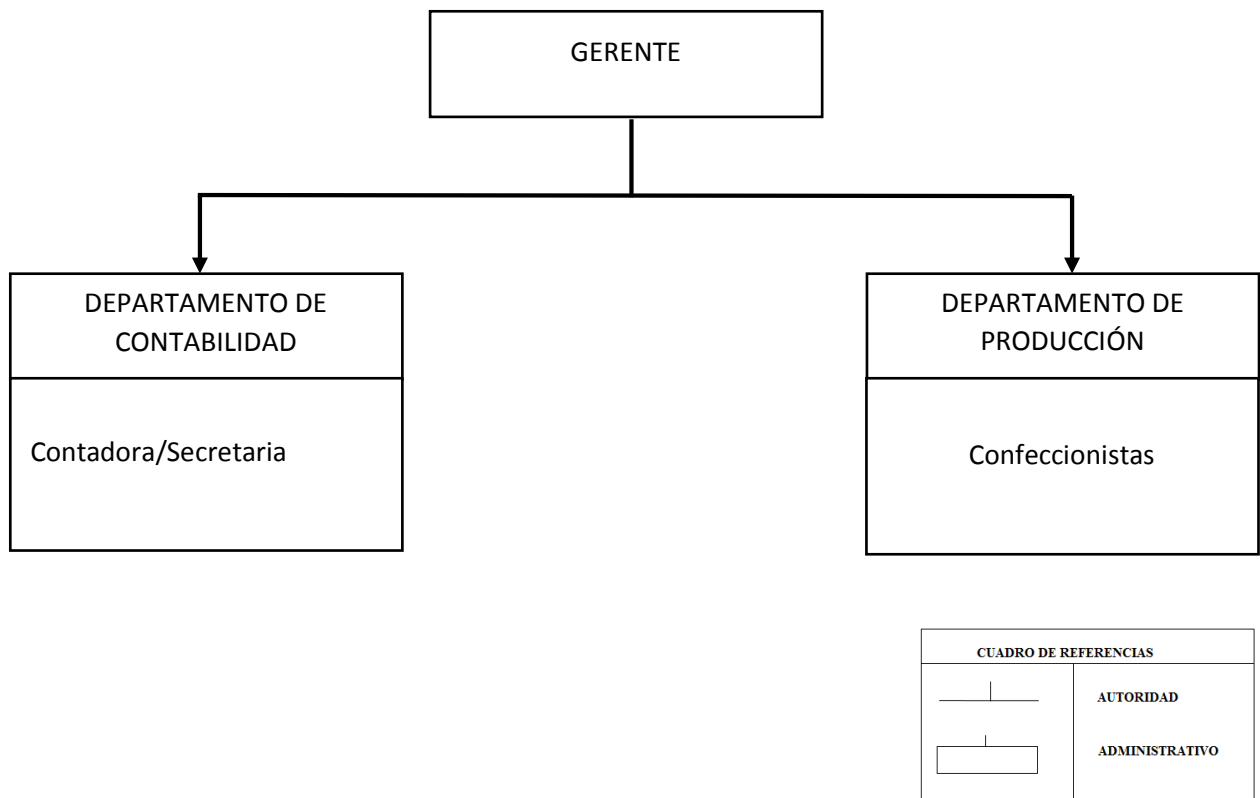 GERENTE
DEPARTAMENTO DE
CONTABILIDAD
Contadora/Secretaria
DEPARTAMENTO DE
PRODUCCIÓN
Confeccionistas
CUADRO DE REFERENCIAS
AUTORIDAD
ADMINISTRATIVO